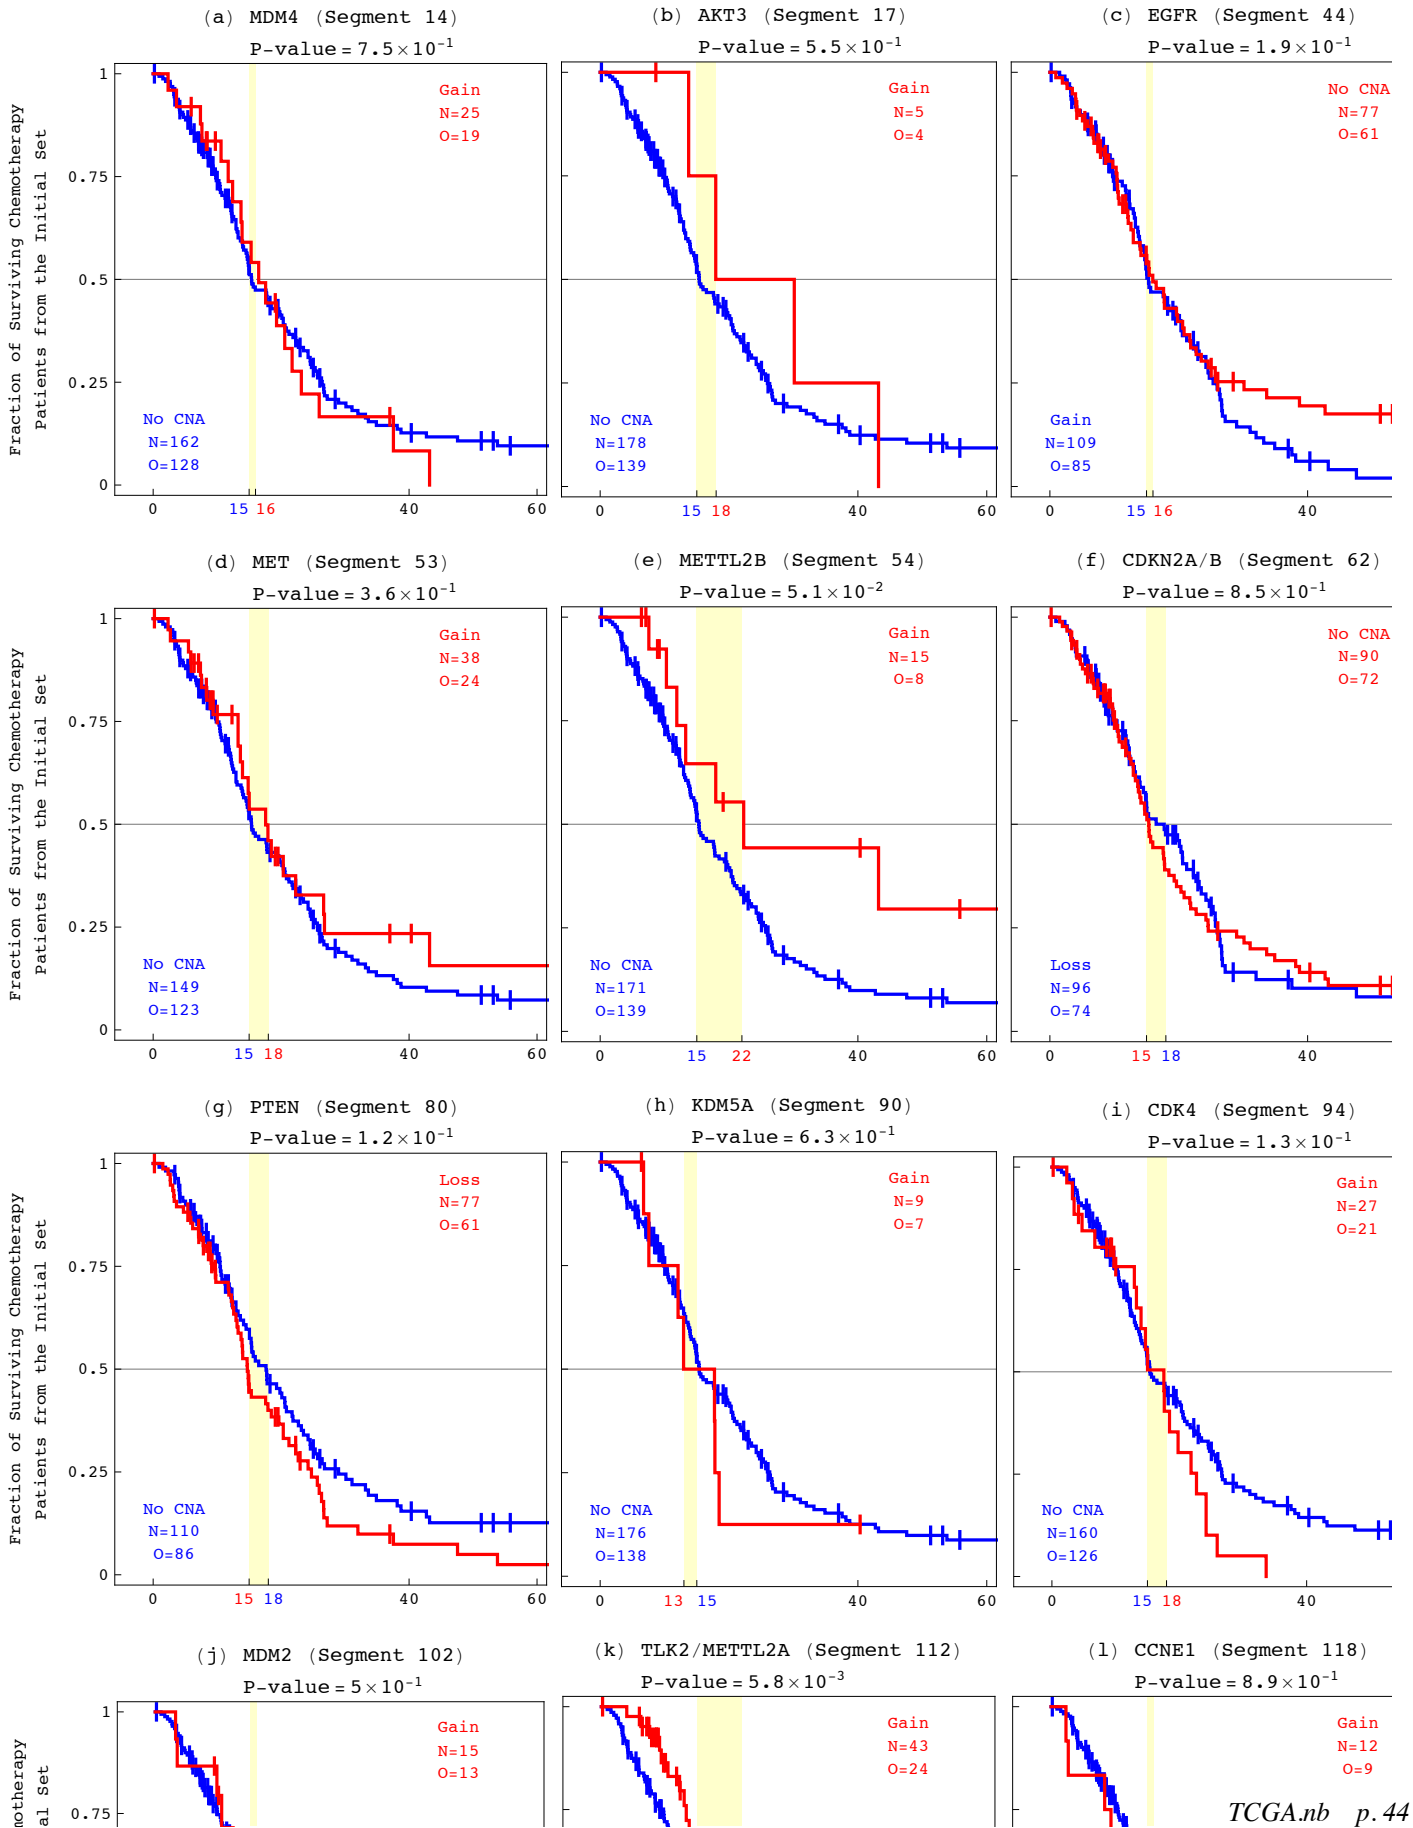 (a) MDM4 (Segment 14)
P-value = 7.5×10⁻¹
Fraction of Surviving Chemotherapy
Patients from the Initial Set
1
0.75
0.5
0.25
0
Gain
N=25
O=19
No CNA
N=162
O=128
0 15 16 40 60
(b) AKT3 (Segment 17)
P-value = 5.5×10⁻¹
Gain
N=5
O=4
No CNA
N=178
O=139
0 15 18 40 60
(c) EGFR (Segment 44)
P-value = 1.9×10⁻¹
No CNA
N=77
O=61
Gain
N=109
O=85
0 15 16 40
(d) MET (Segment 53)
P-value = 3.6×10⁻¹
Fraction of Surviving Chemotherapy
Patients from the Initial Set
1
0.75
0.5
0.25
0
Gain
N=38
O=24
No CNA
N=149
O=123
0 15 18 40 60
(e) METTL2B (Segment 54)
P-value = 5.1×10⁻²
Gain
N=15
O=8
No CNA
N=171
O=139
0 15 22 40 60
(f) CDKN2A/B (Segment 62)
P-value = 8.5×10⁻¹
No CNA
N=90
O=72
Loss
N=96
O=74
0 15 18 40
(g) PTEN (Segment 80)
P-value = 1.2×10⁻¹
Fraction of Surviving Chemotherapy
Patients from the Initial Set
1
0.75
0.5
0.25
0
Loss
N=77
O=61
No CNA
N=110
O=86
0 15 18 40 60
(h) KDM5A (Segment 90)
P-value = 6.3×10⁻¹
Gain
N=9
O=7
No CNA
N=176
O=138
0 13 15 40 60
(i) CDK4 (Segment 94)
P-value = 1.3×10⁻¹
Gain
N=27
O=21
No CNA
N=160
O=126
0 15 18 40
(j) MDM2 (Segment 102)
P-value = 5×10⁻¹
motherapy
al Set
1
0.75
Gain
N=15
O=13
(k) TLK2/METTL2A (Segment 112)
P-value = 5.8×10⁻³
Gain
N=43
O=24
(l) CCNE1 (Segment 118)
P-value = 8.9×10⁻¹
Gain
N=12
O=9
TCGA.nb p. 44